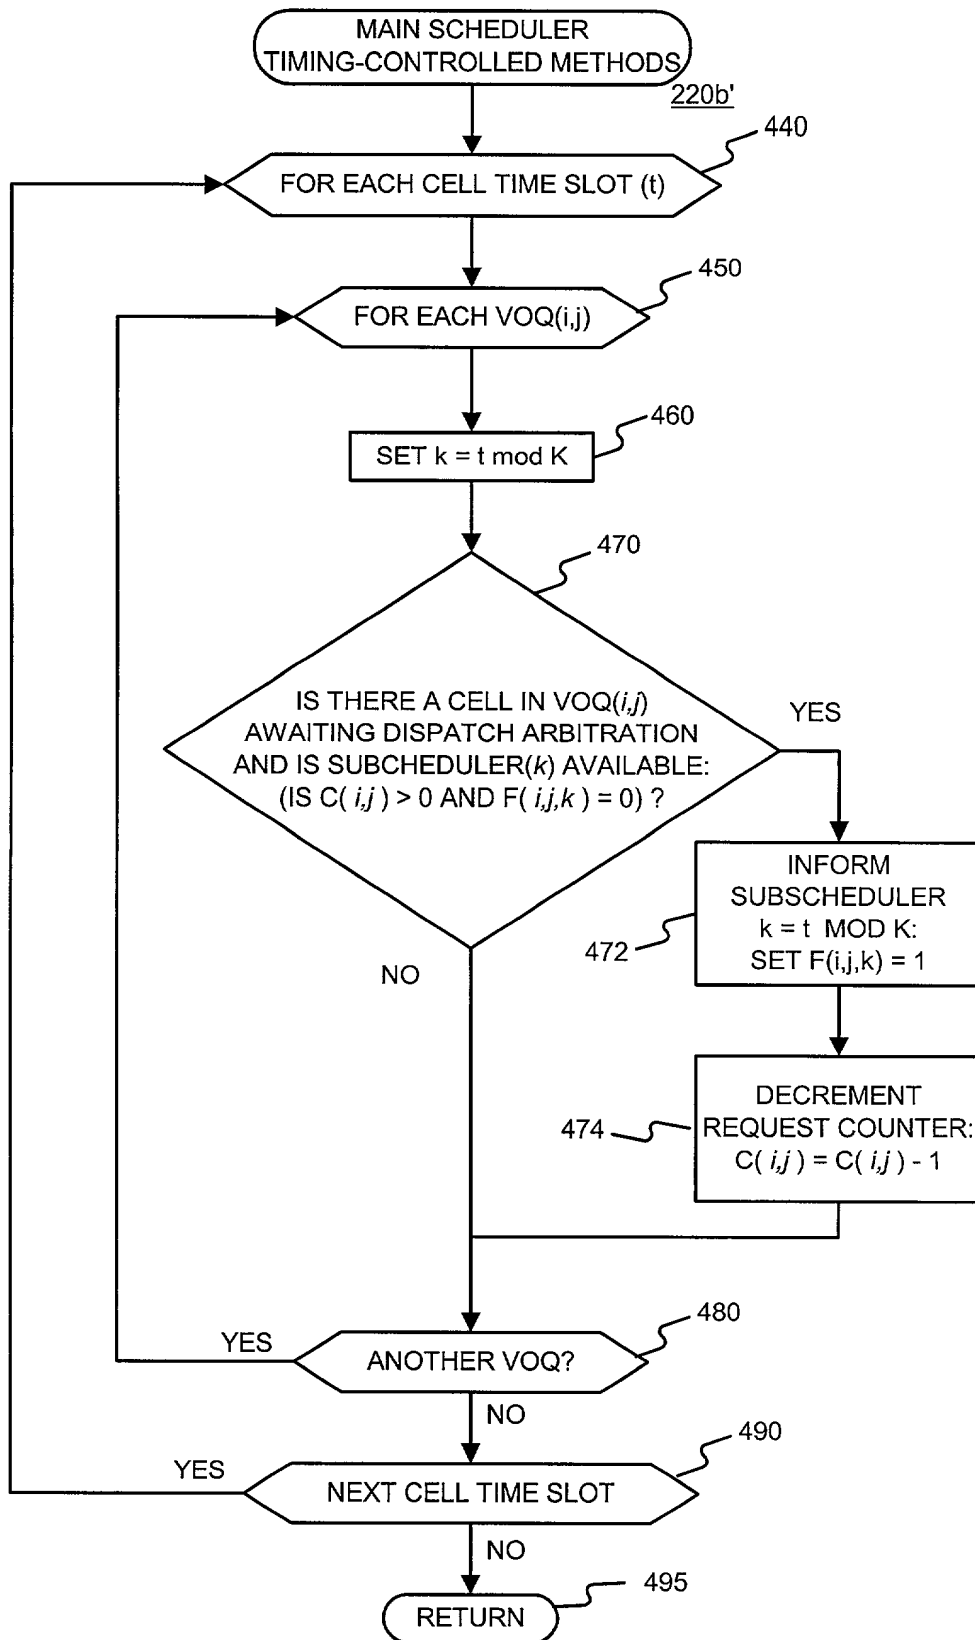 MAIN SCHEDULER
TIMING-CONTROLLED METHODS
220b'
440
FOR EACH CELL TIME SLOT (t)
450
FOR EACH VOQ(i,j)
460
SET k = t mod K
470
IS THERE A CELL IN VOQ(i,j)
AWAITING DISPATCH ARBITRATION
AND IS SUBCHEDULER(k) AVAILABLE:
(IS C( i,j ) > 0 AND F( i,j,k ) = 0) ?
YES
INFORM
SUBSCHEDULER
k = t MOD K:
SET F(i,j,k) = 1
472
NO
DECREMENT
REQUEST COUNTER:
C( i,j ) = C( i,j ) - 1
474
480
YES
ANOTHER VOQ?
NO
490
YES
NEXT CELL TIME SLOT
NO
495
RETURN